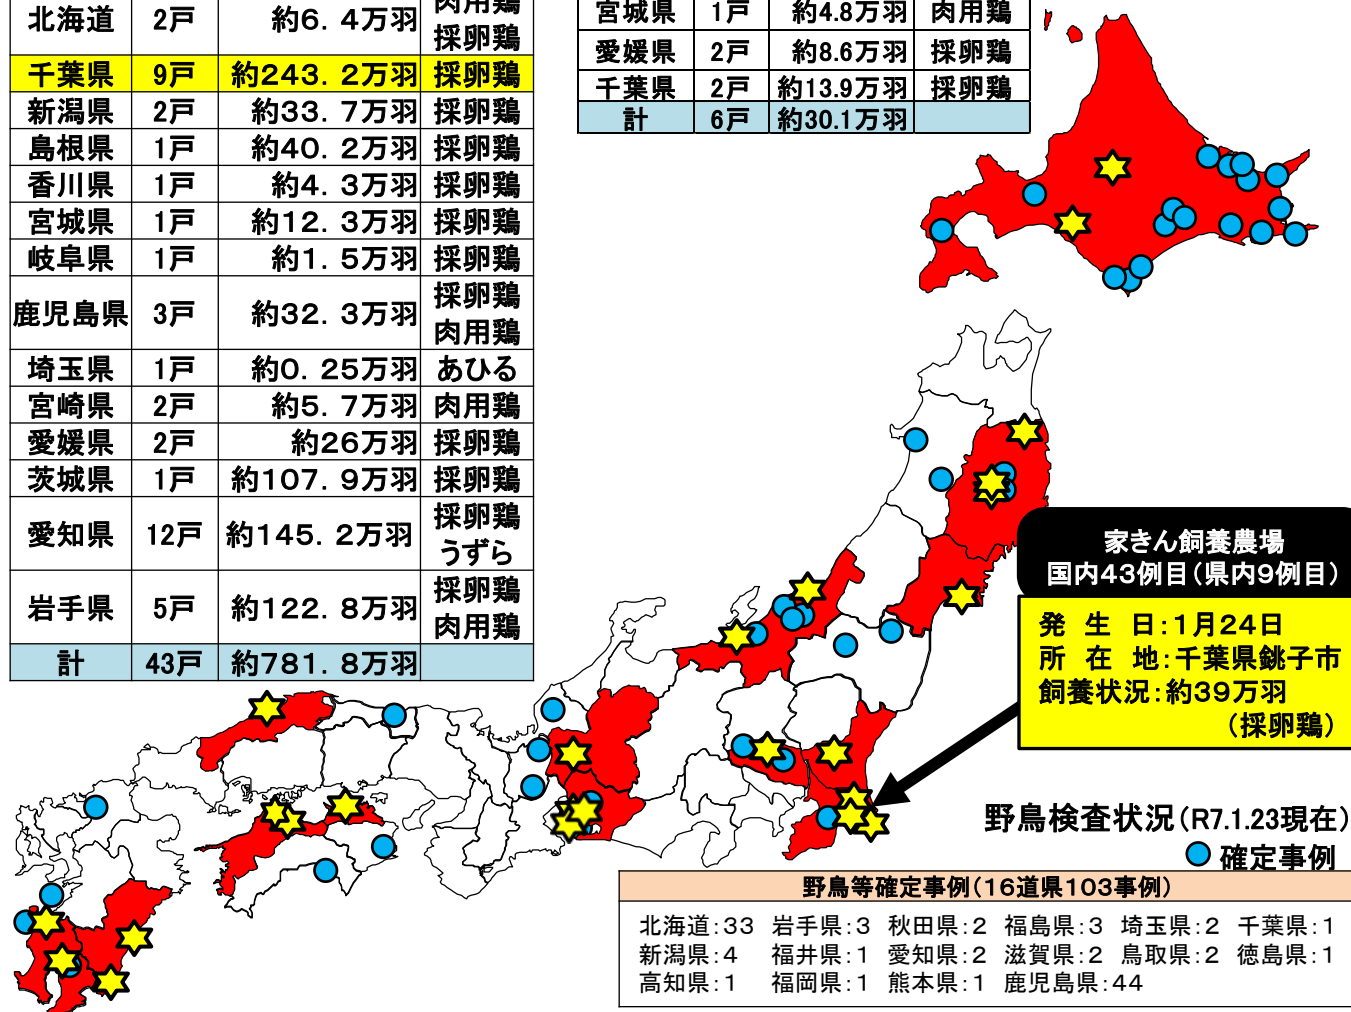 北海道 2戸 約6.4万羽 肉用鶏
採卵鶏
千葉県 9戸 約243.2万羽 採卵鶏
新潟県 2戸 約33.7万羽 採卵鶏
島根県 1戸 約40.2万羽 採卵鶏
香川県 1戸 約4.3万羽 採卵鶏
宮城県 1戸 約12.3万羽 採卵鶏
岐阜県 1戸 約1.5万羽 採卵鶏
鹿児島県 3戸 約32.3万羽 採卵鶏
肉用鶏
埼玉県 1戸 約0.25万羽 あひる
宮崎県 2戸 約5.7万羽 肉用鶏
愛媛県 2戸 約26万羽 採卵鶏
茨城県 1戸 約107.9万羽 採卵鶏
愛知県 12戸 約145.2万羽 採卵鶏
うずら
岩手県 5戸 約122.8万羽 採卵鶏
肉用鶏
計 43戸 約781.8万羽
宮城県 1戸 約4.8万羽 肉用鶏
愛媛県 2戸 約8.6万羽 採卵鶏
千葉県 2戸 約13.9万羽 採卵鶏
計 6戸 約30.1万羽
家きん飼養農場
国内43例目(県内9例目)
発生日:1月24日
所在地:千葉県銚子市
飼養状況:約39万羽
(採卵鶏)
野鳥検査状況(R7.1.23現在)
確定事例
野鳥等確定事例(16道県103事例)
北海道:33 岩手県:3 秋田県:2 福島県:3 埼玉県:2 千葉県:1
新潟県:4 福井県:1 愛知県:2 滋賀県:2 鳥取県:2 徳島県:1
高知県:1 福岡県:1 熊本県:1 鹿児島県:44